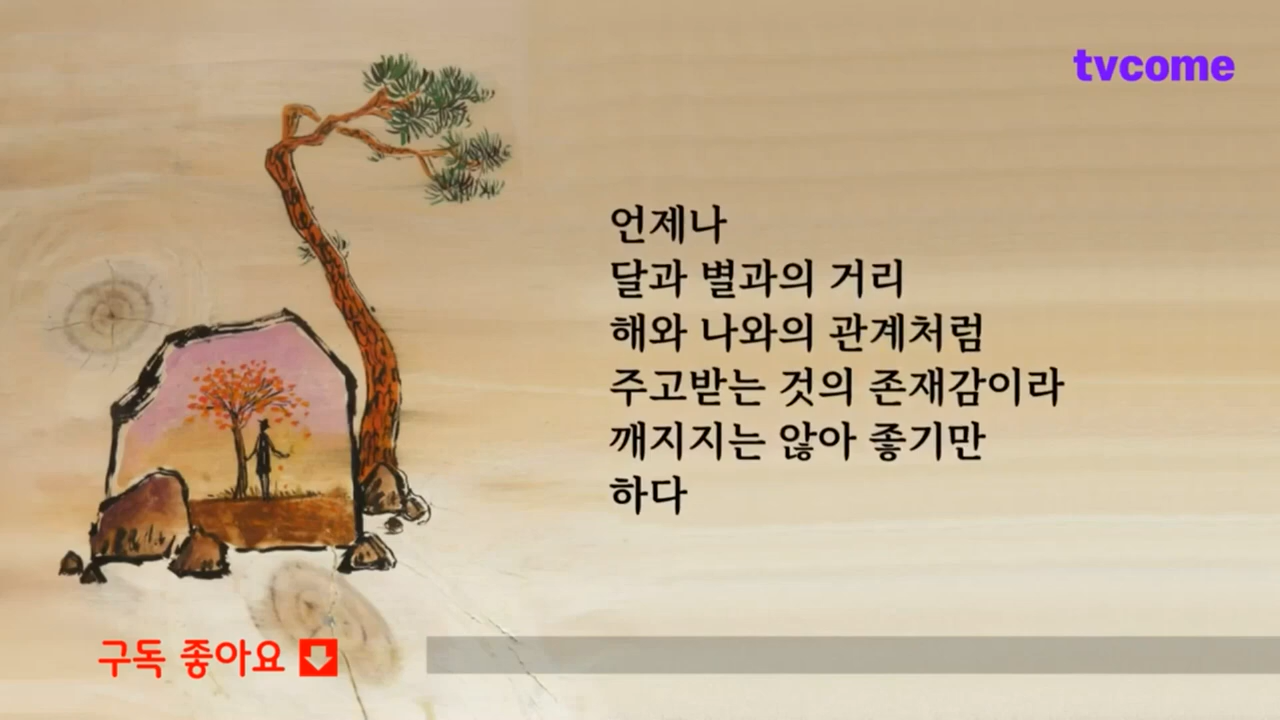 tvcome
언제나
달과 별과의 거리
해와 나와의 관계처럼
주고받는 것의 존재감이라
깨지지는 않아 좋기만
하다
구독 좋아요